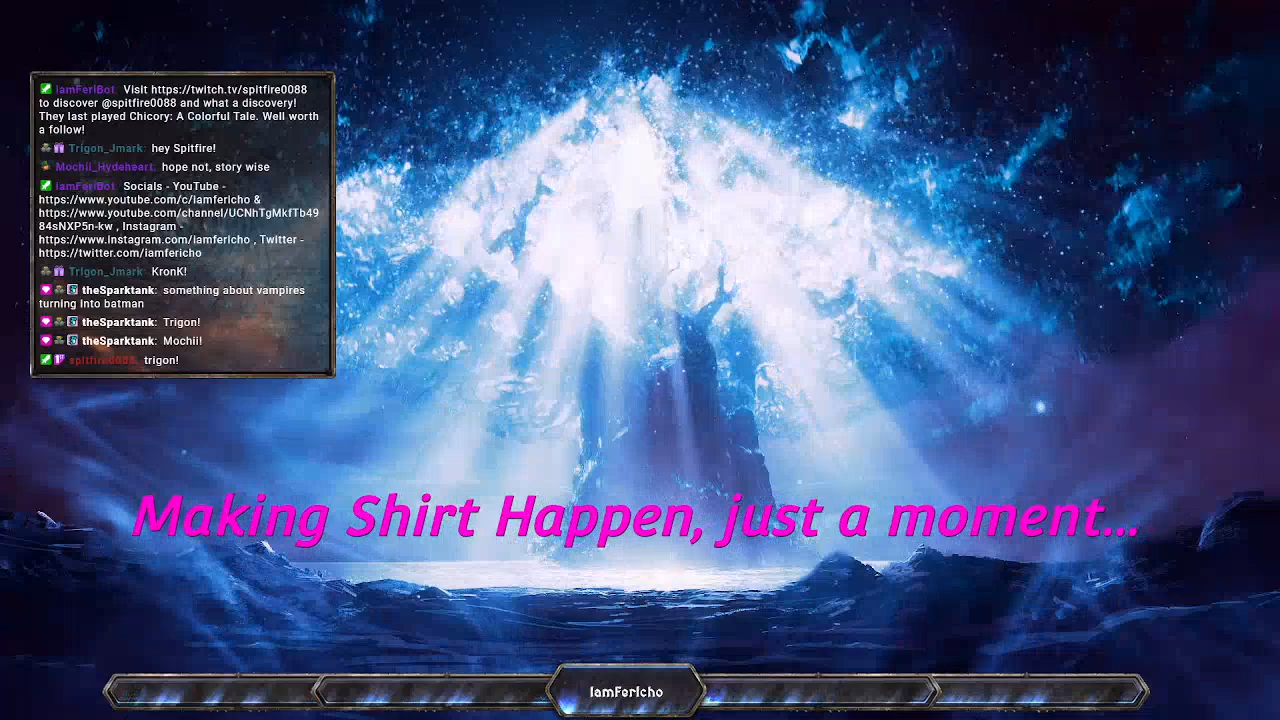 IamFeriBot: Visit https://twitch.tv/spitfire0088
to discover @spitfire0088 and what a discovery!
They last played Chicory: A Colorful Tale. Well worth
a follow!
Trigon_Jmark: hey Spitfire!
Mochii_Hydeheart: hope not, story wise
IamFeriBot: Socials - YouTube -
https://www.youtube.com/c/Iamfericho &
https://www.youtube.com/channel/UCNhTgMkfTb49
84sNXP5n-kw , Instagram -
https://www.instagram.com/iamfericho , Twitter -
https://twitter.com/iamfericho
Trigon_Jmark: KronK!
theSparktank: something about vampires
turning into batman
theSparktank: Trigon!
theSparktank: Mochii!
spitfire0088: trigon!
Making Shirt Happen, just a moment...
IamFericho